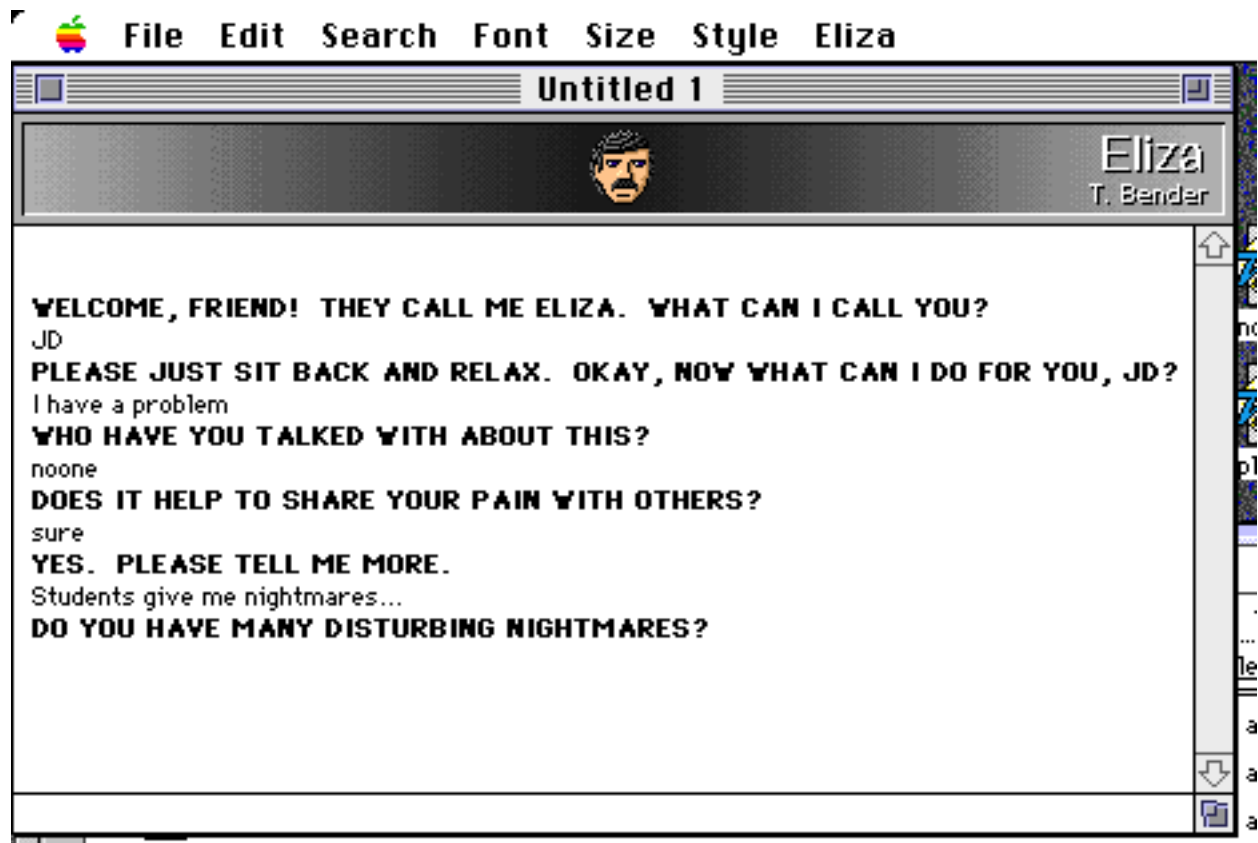 File Edit Search Font Size Style Eliza
Untitled 1
Eliza
T. Bender
WELCOME, FRIEND!  THEY CALL ME ELIZA.  WHAT CAN I CALL YOU?
JD
PLEASE JUST SIT BACK AND RELAX.  OKAY, NOW WHAT CAN I DO FOR YOU, JD?
I have a problem
WHO HAVE YOU TALKED WITH ABOUT THIS?
noone
DOES IT HELP TO SHARE YOUR PAIN WITH OTHERS?
sure
YES.  PLEASE TELL ME MORE.
Students give me nightmares...
DO YOU HAVE MANY DISTURBING NIGHTMARES?